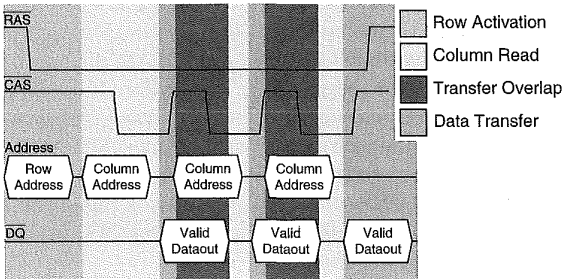 RAS
CAS
Address
Row Address
Column Address
Column Address
Column Address
DQ
Valid Dataout
Valid Dataout
Valid Dataout
Row Activation
Column Read
Transfer Overlap
Data Transfer